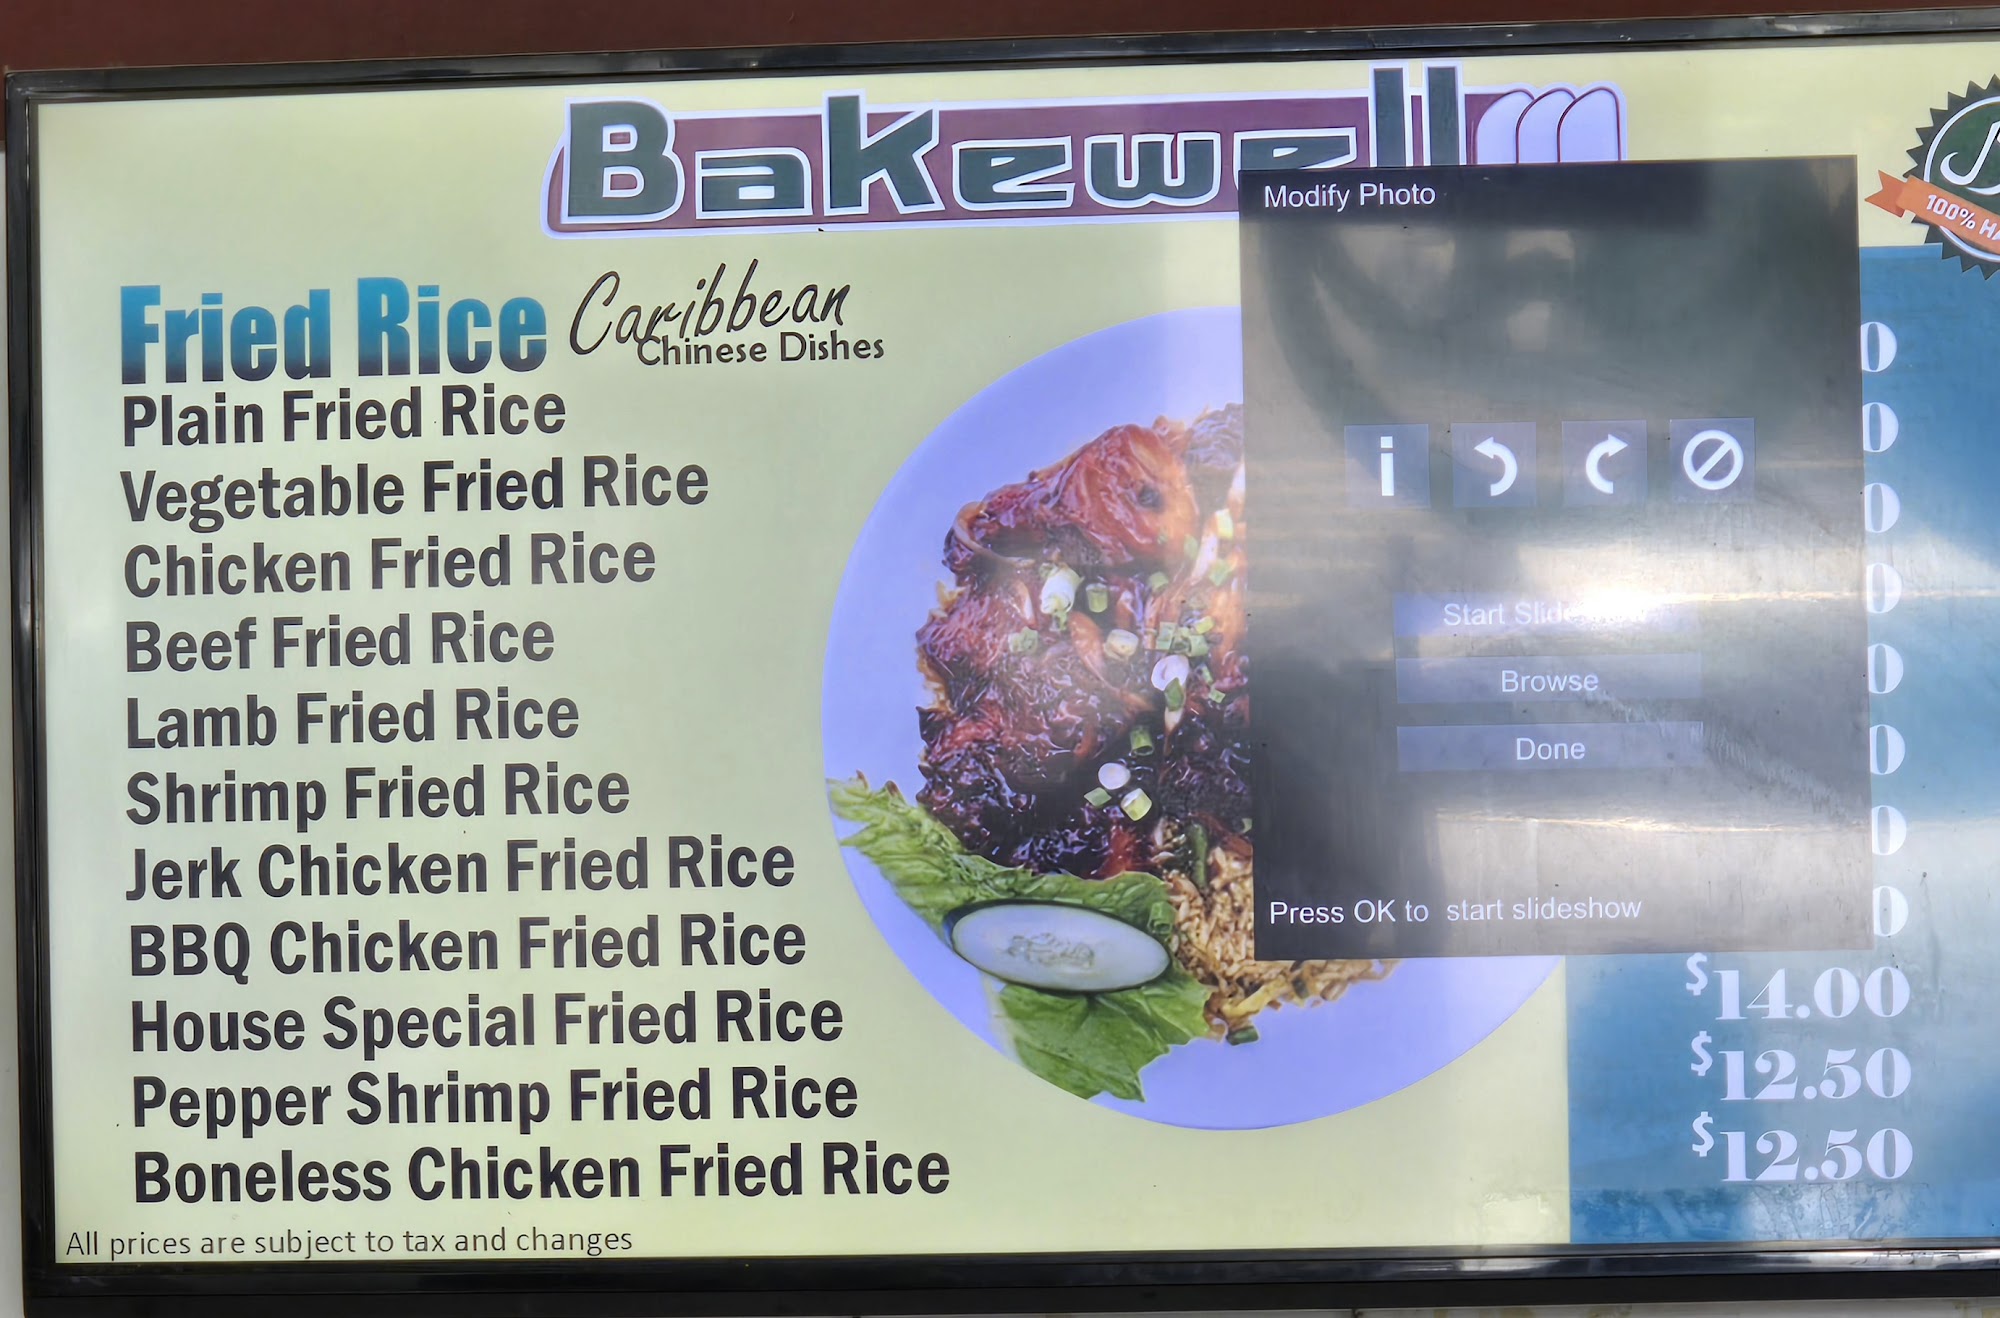 Bakewell
Fried Rice
Caribbean
Chinese Dishes
Plain Fried Rice
Vegetable Fried Rice
Chicken Fried Rice
Beef Fried Rice
Lamb Fried Rice
Shrimp Fried Rice
Jerk Chicken Fried Rice
BBQ Chicken Fried Rice
House Special Fried Rice
$14.00
Pepper Shrimp Fried Rice
$12.50
Boneless Chicken Fried Rice
$12.50
All prices are subject to tax and changes
Modify Photo
i
Start
Browse
Done
Press OK to start slideshow
100%